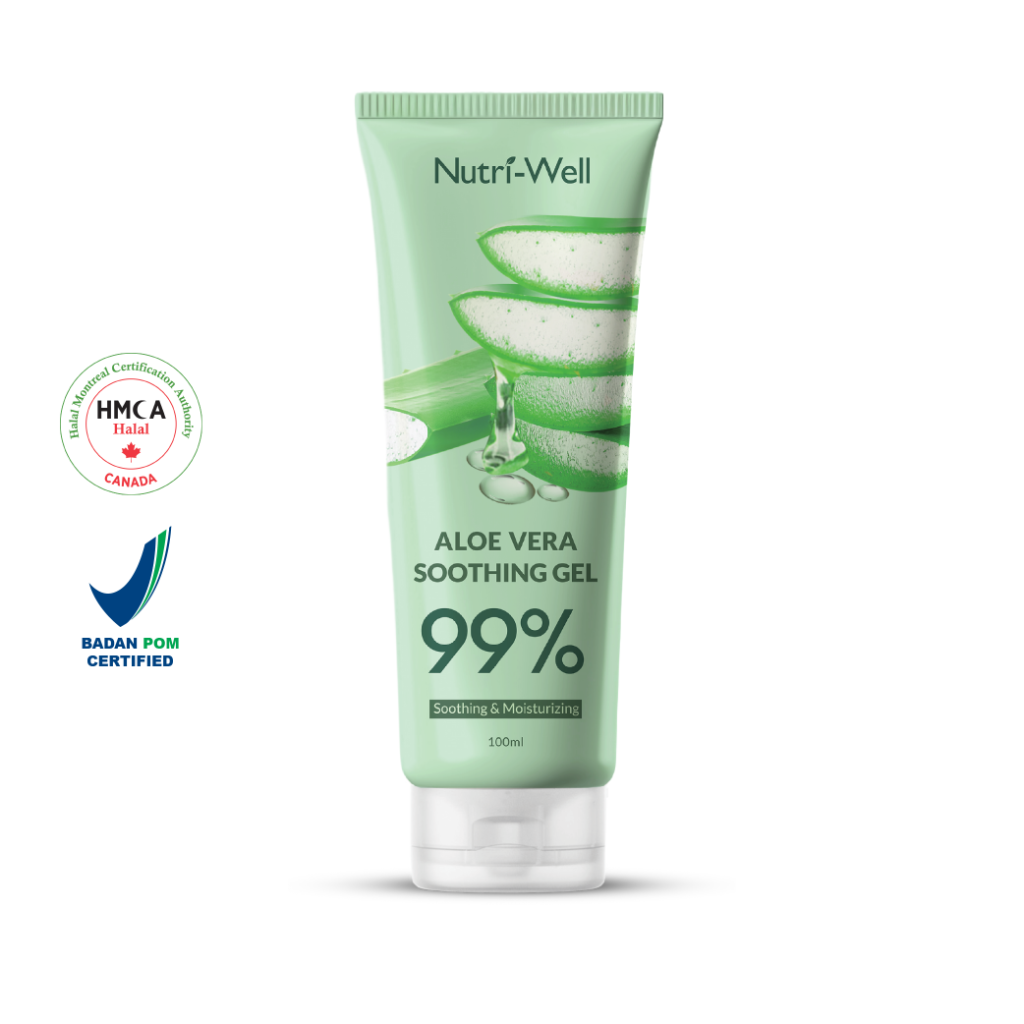 Nutri-Well
ALOE VERA
SOOTHING GEL
99%
Soothing & Moisturizing
100ml
Halal Montreal Certification Authority
HMCA
Halal
CANADA
BADAN POM
CERTIFIED